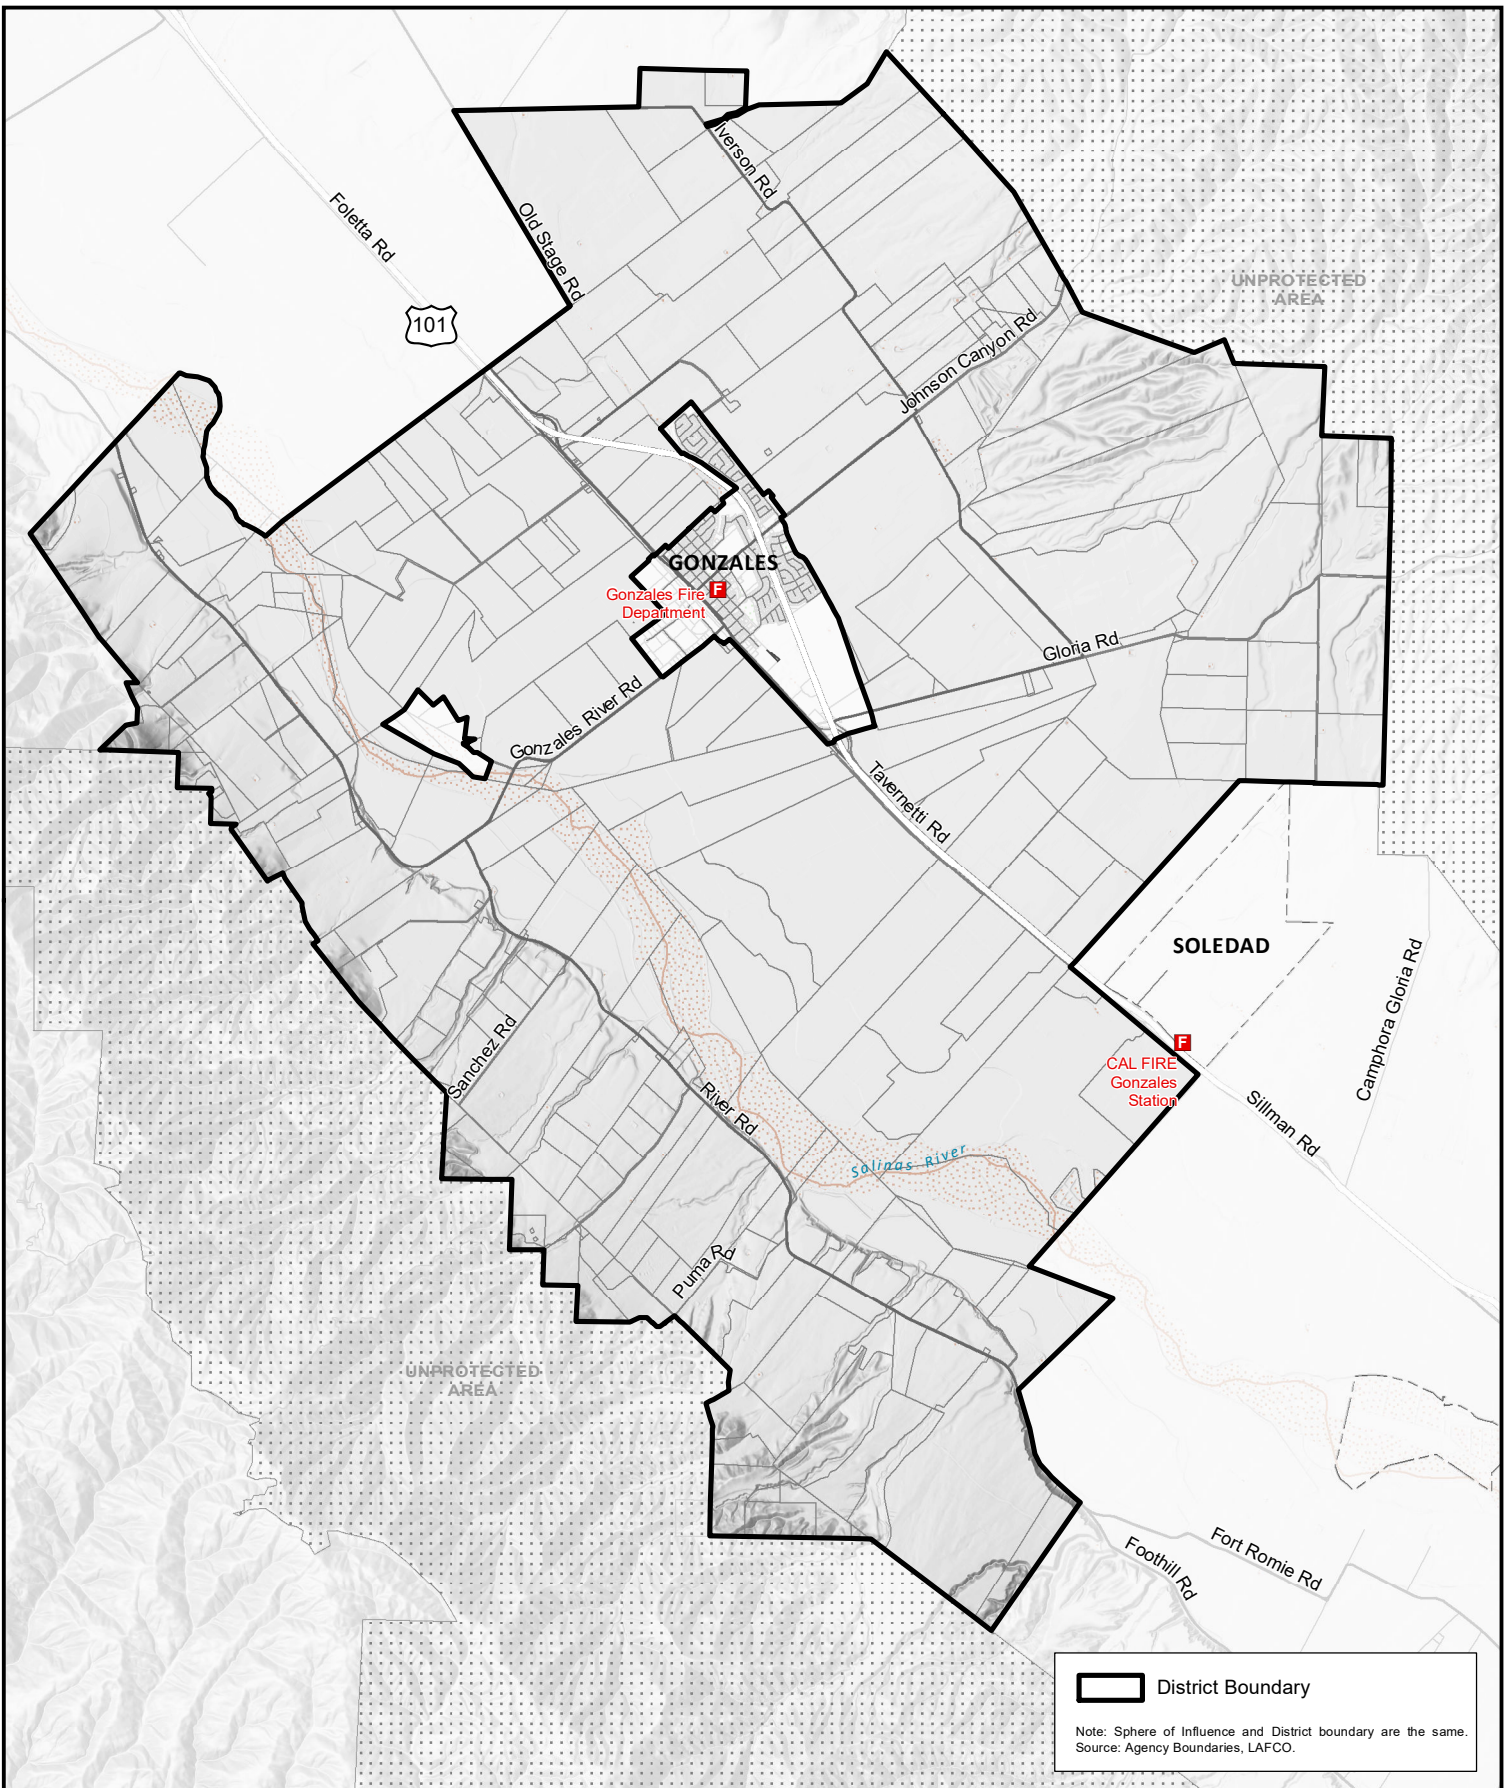 Iverson Rd
Foletta Rd
Old Stage Rd
UNPROTECTED
AREA
101
Johnson Canyon Rd
GONZALES
F
Gonzales Fire
Department
Gloria Rd
Gonzales River Rd
Tavernetti Rd
SOLEDAD
Camphora Gloria Rd
Sanchez Rd
F
CAL FIRE
Gonzales
Station
River Rd
Sillman Rd
Salinas River
Puma Rd
UNPROTECTED
AREA
Fort Romie Rd
Foothill Rd
District Boundary
Note: Sphere of Influence and District boundary are the same.
Source: Agency Boundaries, LAFCO.